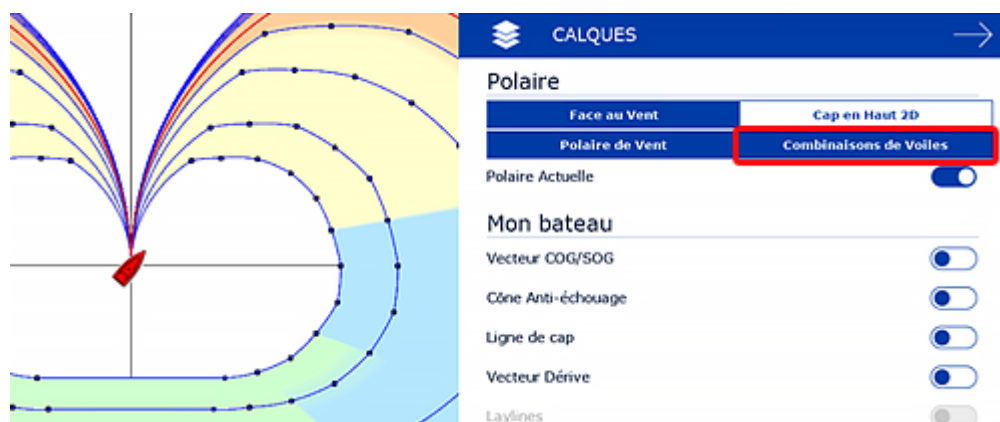 CALQUES
Polaire
Face au Vent
Cap en Haut 2D
Polaire de Vent
Combinaisons de Voiles
Polaire Actuelle
Mon bateau
Vecteur COG/SOG
Cône Anti-échouage
Ligne de cap
Vecteur Dérive
Laylines